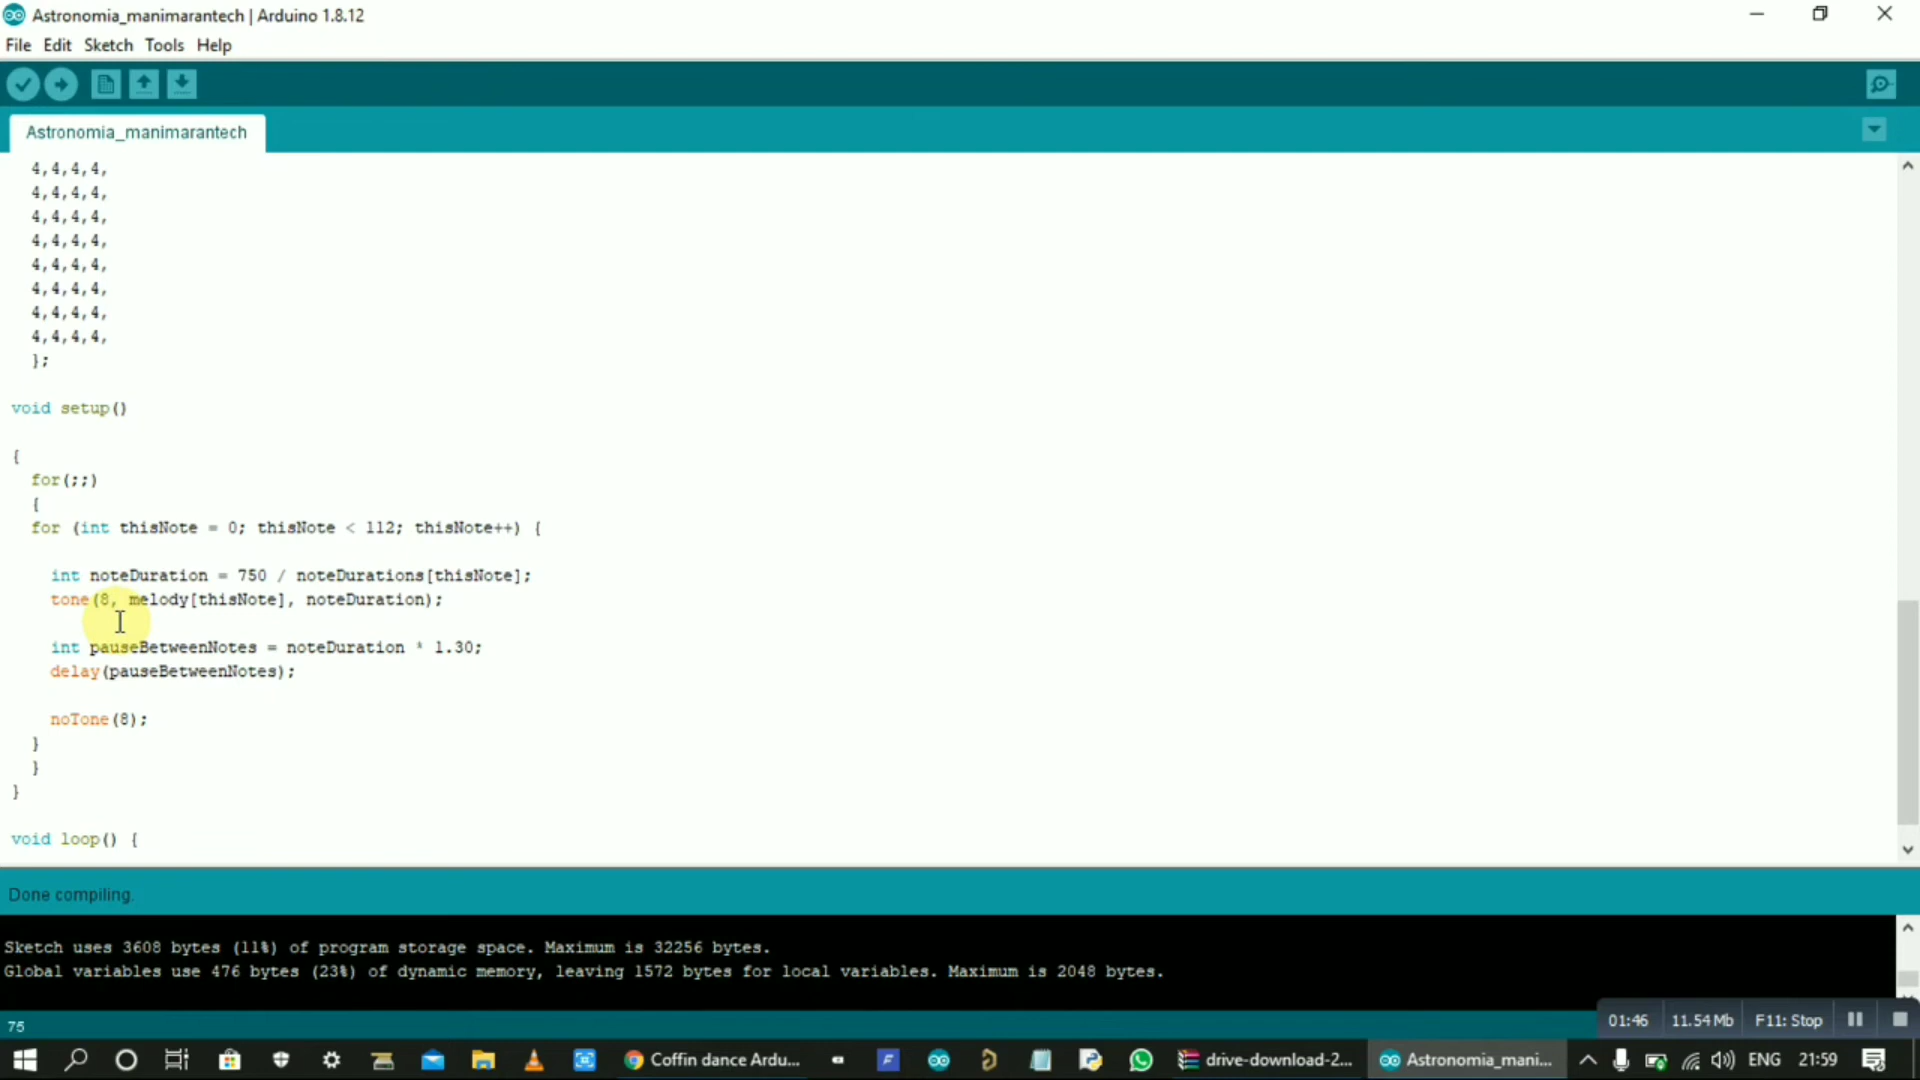 Astronomia_manimarantech | Arduino 1.8.12
File Edit Sketch Tools Help
Astronomia_manimarantech
4,4,4,4,
4,4,4,4,
4,4,4,4,
4,4,4,4,
4,4,4,4,
4,4,4,4,
4,4,4,4,
4,4,4,4,
};
void setup()
{
for(;;)
{
for (int thisNote = 0; thisNote < 112; thisNote++) {
int noteDuration = 750 / noteDurations[thisNote];
tone(8, melody[thisNote], noteDuration);
int pauseBetweenNotes = noteDuration * 1.30;
delay(pauseBetweenNotes);
noTone(8);
}
}
}
void loop() {
Done compiling.
Sketch uses 3608 bytes (11%) of program storage space. Maximum is 32256 bytes.
Global variables use 476 bytes (23%) of dynamic memory, leaving 1572 bytes for local variables. Maximum is 2048 bytes.
75
01:46 11.54 Mb F11: Stop
Coffin dance Ardu... drive-download-2... Astronomia_mani... ENG 21:59